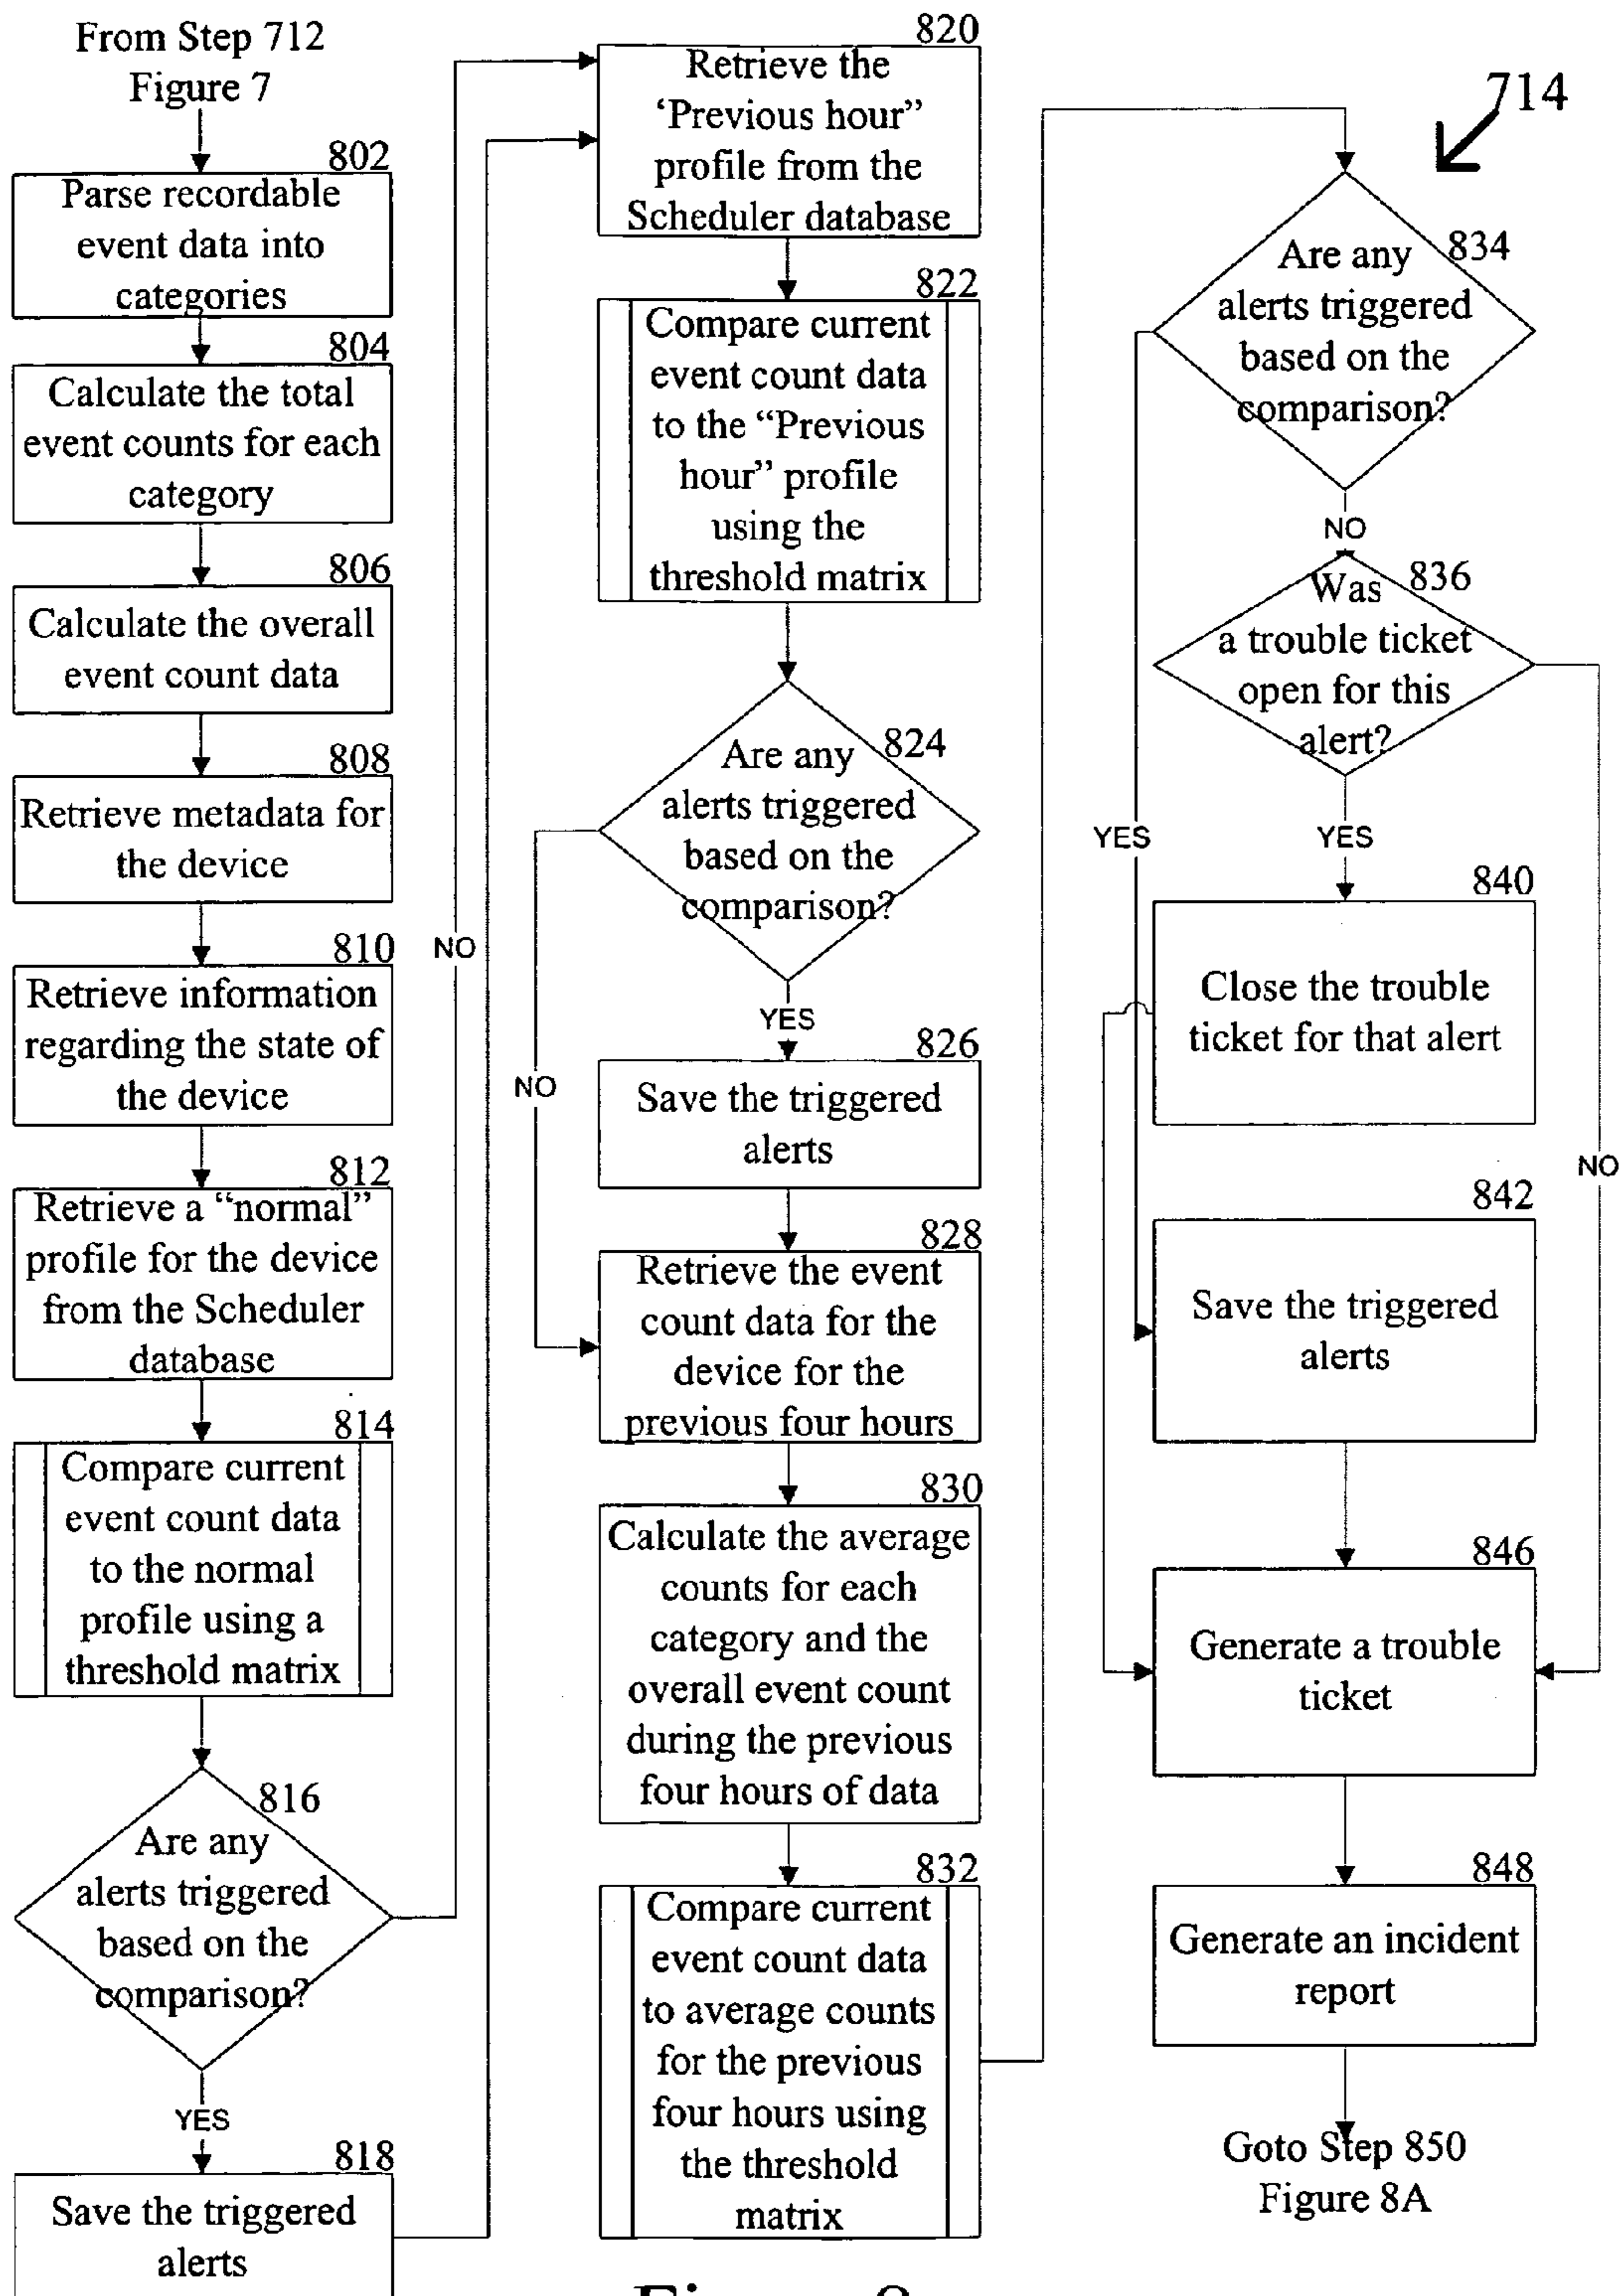 From Step 712
Figure 7
802
Parse recordable
event data into
categories
804
Calculate the total
event counts for each
category
806
Calculate the overall
event count data
808
Retrieve metadata for
the device
810
Retrieve information
regarding the state of
the device
812
Retrieve a “normal”
profile for the device
from the Scheduler
database
814
Compare current
event count data
to the normal
profile using a
threshold matrix
816
Are any
alerts triggered
based on the
comparison?
NO
YES
818
Save the triggered
alerts
820
Retrieve the
‘Previous hour”
profile from the
Scheduler database
822
Compare current
event count data
to the “Previous
hour” profile
using the
threshold matrix
824
Are any
alerts triggered
based on the
comparison?
NO
YES
826
Save the triggered
alerts
828
Retrieve the event
count data for the
device for the
previous four hours
830
Calculate the average
counts for each
category and the
overall event count
during the previous
four hours of data
832
Compare current
event count data
to average counts
for the previous
four hours using
the threshold
matrix
714
834
Are any
alerts triggered
based on the
comparison?
NO
836
Was
a trouble ticket
open for this
alert?
YES
YES
NO
840
Close the trouble
ticket for that alert
842
Save the triggered
alerts
846
Generate a trouble
ticket
848
Generate an incident
report
Goto Step 850
Figure 8A